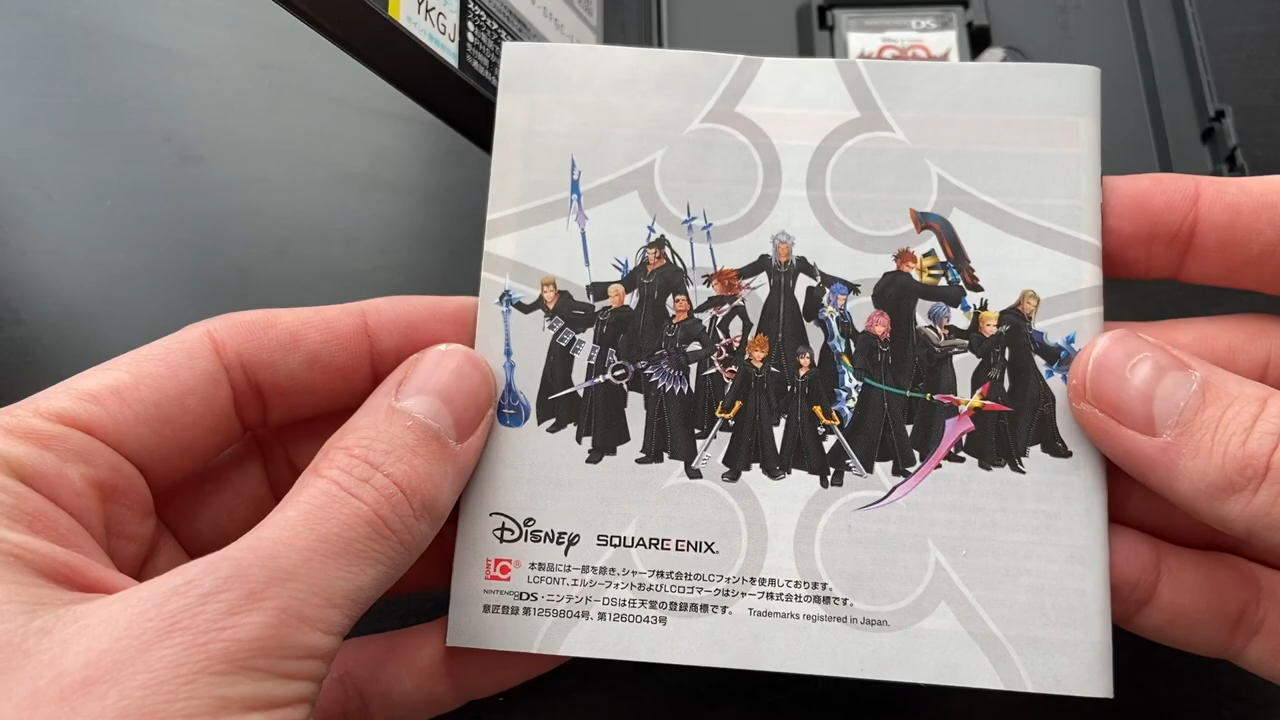 YKGJ
NINTENDO DS
Disney
SQUARE ENIX.
FONT LC®
本製品には一部を除き、シャープ株式会社のLCフォントを使用しております。
LCFONT、エルシーフォントおよびLCロゴマークはシャープ株式会社の商標です。
NINTENDO DS・ニンテンドーDSは任天堂の登録商標です。 Trademarks registered in Japan.
意匠登録 第1259804号、第1260043号